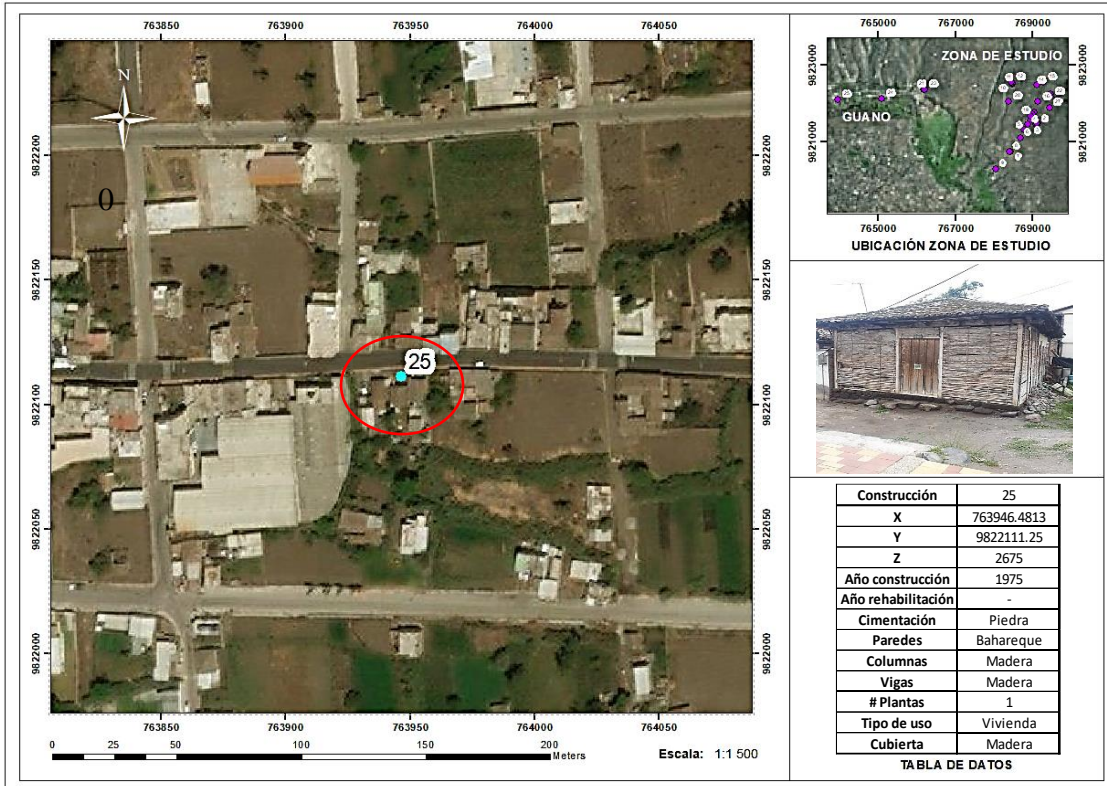 763850 763900 763950 764000 764050
N
0
9822200 9822200
9822150 9822150
25
9822100 9822100
9822050 9822050
9822000 9822000
763850 763900 763950 764000 764050
0 25 50 100 150 200
Meters
Escala: 1:1 500
765000 767000 769000
ZONA DE ESTUDIO
9823000 9823000
GUANO
9821000 9821000
765000 767000 769000
UBICACIÓN ZONA DE ESTUDIO
Construcción 25
X 763946.4813
Y 9822111.25
Z 2675
Año construcción 1975
Año rehabilitación -
Cimentación Piedra
Paredes Bahareque
Columnas Madera
Vigas Madera
# Plantas 1
Tipo de uso Vivienda
Cubierta Madera
TABLA DE DATOS